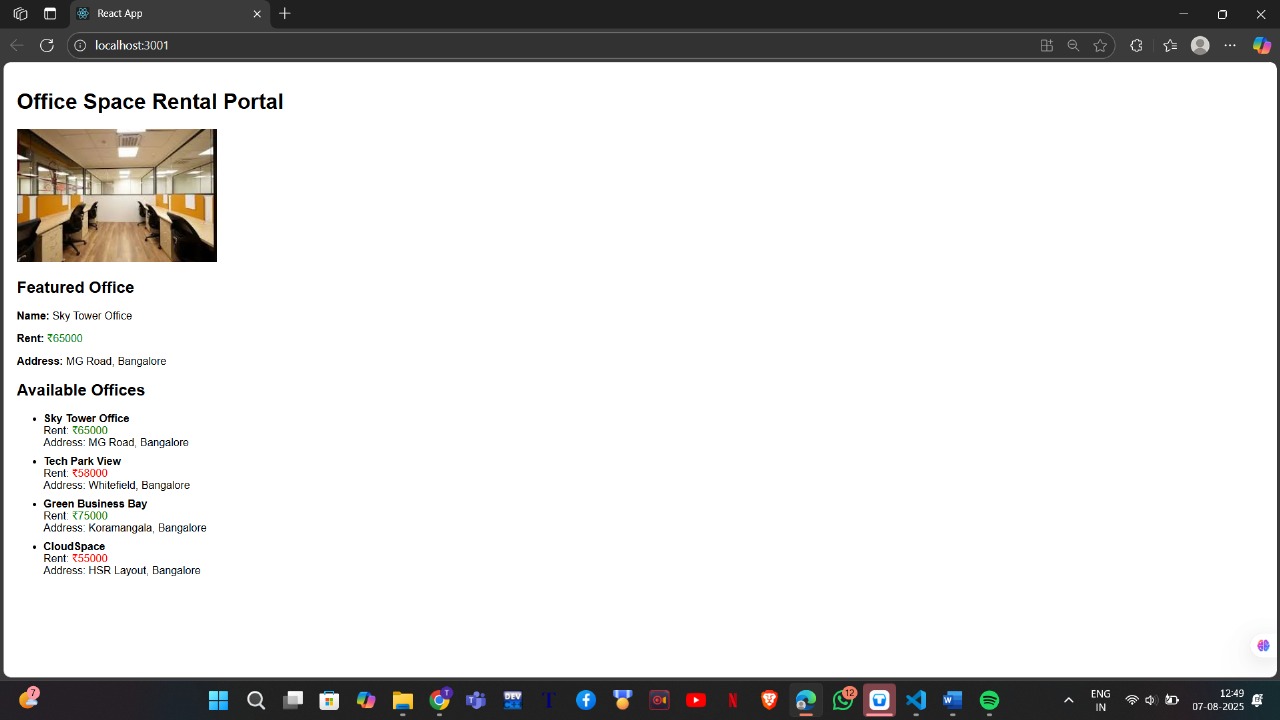 React App
localhost:3001
Office Space Rental Portal
Featured Office
Name: Sky Tower Office
Rent: ₹65000
Address: MG Road, Bangalore
Available Offices
• Sky Tower Office
Rent: ₹65000
Address: MG Road, Bangalore
• Tech Park View
Rent: ₹58000
Address: Whitefield, Bangalore
• Green Business Bay
Rent: ₹75000
Address: Koramangala, Bangalore
• CloudSpace
Rent: ₹55000
Address: HSR Layout, Bangalore
7
T
DEV
T
N
12
W
ENG
IN
12:49
07-08-2025